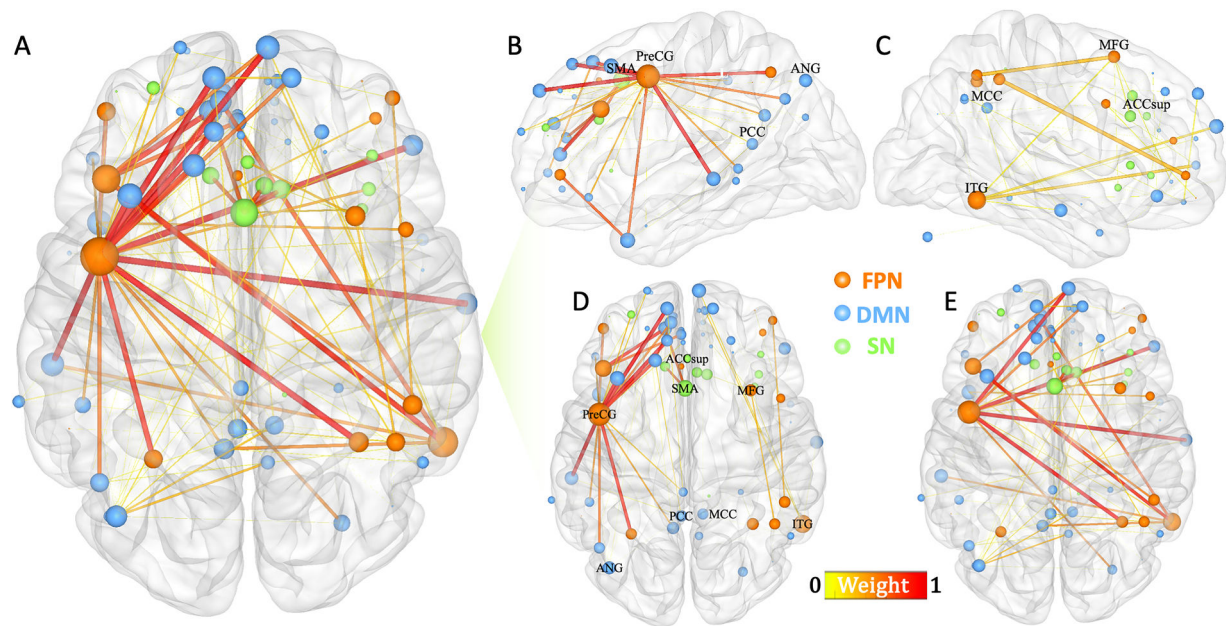 A
B
C
PreCG
SMA
ANG
PCC
MFG
MCC
ACCsup
ITG
FPN
DMN
SN
D
E
ACCsup
SMA
MFG
PreCG
PCC
MCC
ITG
ANG
0 Weight 1